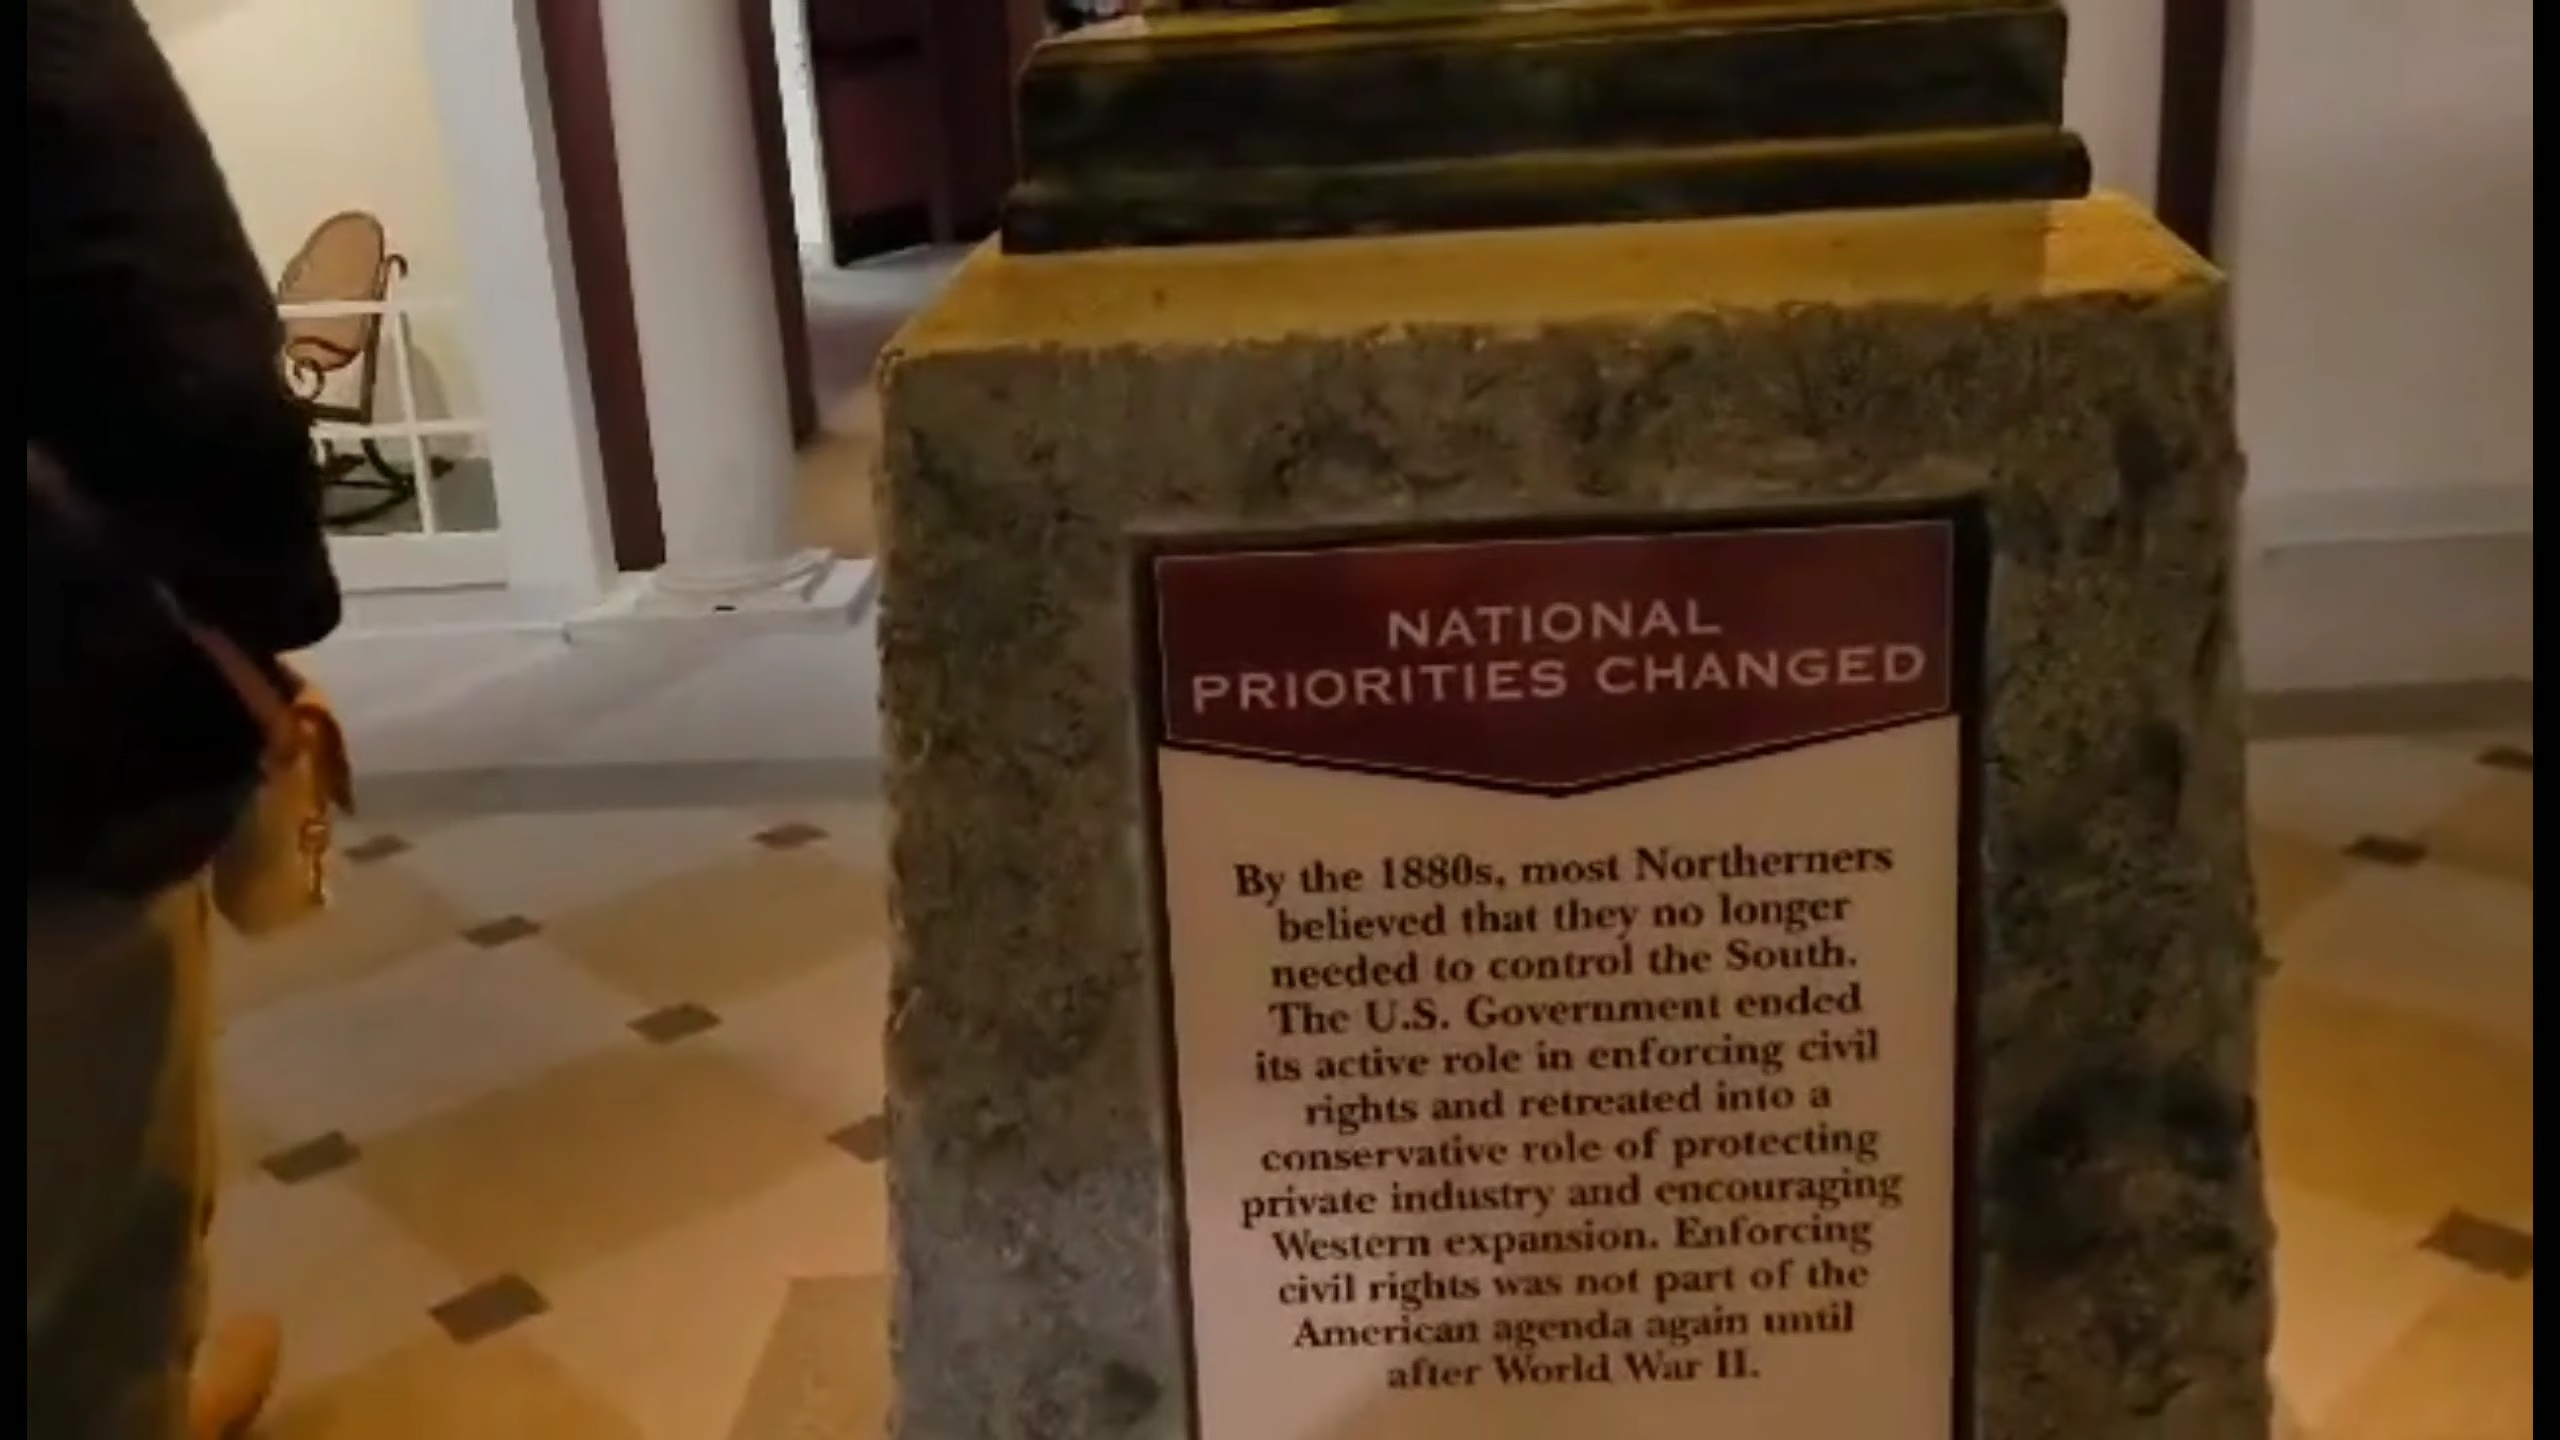 NATIONAL
PRIORITIES CHANGED
By the 1880s, most Northerners
believed that they no longer
needed to control the South.
The U.S. Government ended
its active role in enforcing civil
rights and retreated into a
conservative role of protecting
private industry and encouraging
Western expansion. Enforcing
civil rights was not part of the
American agenda again until
after World War II.